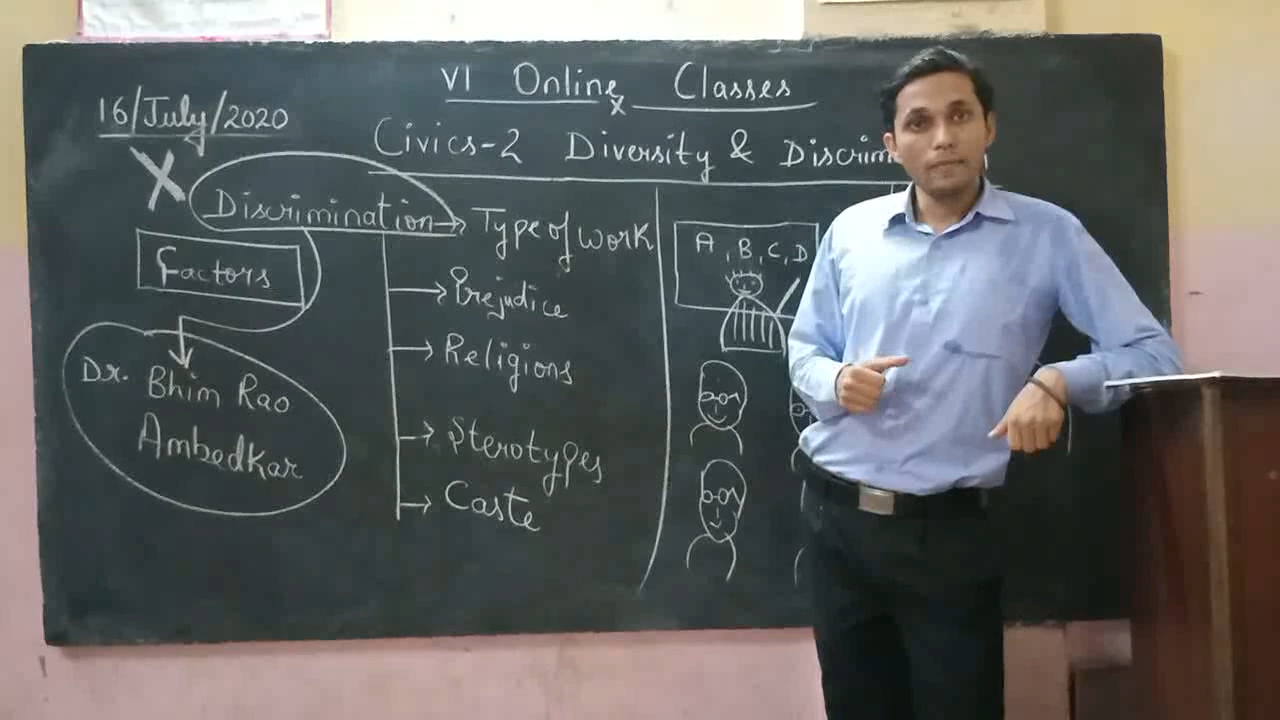 VI Online Classes
16/July/2020
Civics-2 Diversity & Discrim
Discrimination
Factors
Dr. Bhim Rao
Ambedkar
Type of work
Prejudice
Religions
Sterotypes
Caste
A, B, C, D